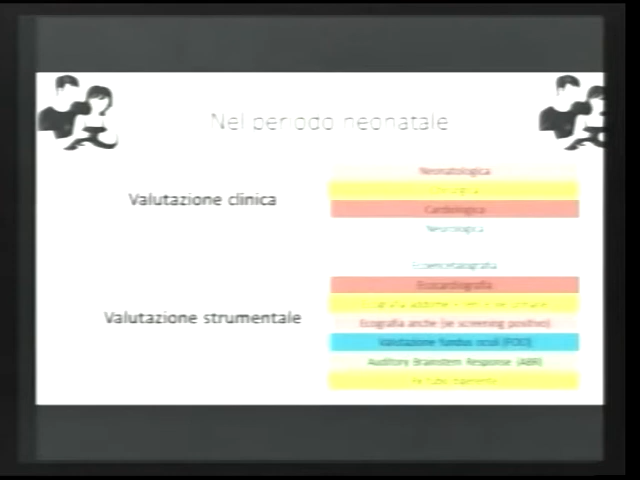 Nel periodo neonatale
Valutazione clinica
Neonatologica
Cardiologica
Neurologica
Valutazione strumentale
Ecoencefalografia
Ecocardiografia
Ecografia anche (se screening positivo)
Valutazione fundus oculi (FOO)
Auditory Brainstem Response (ABR)